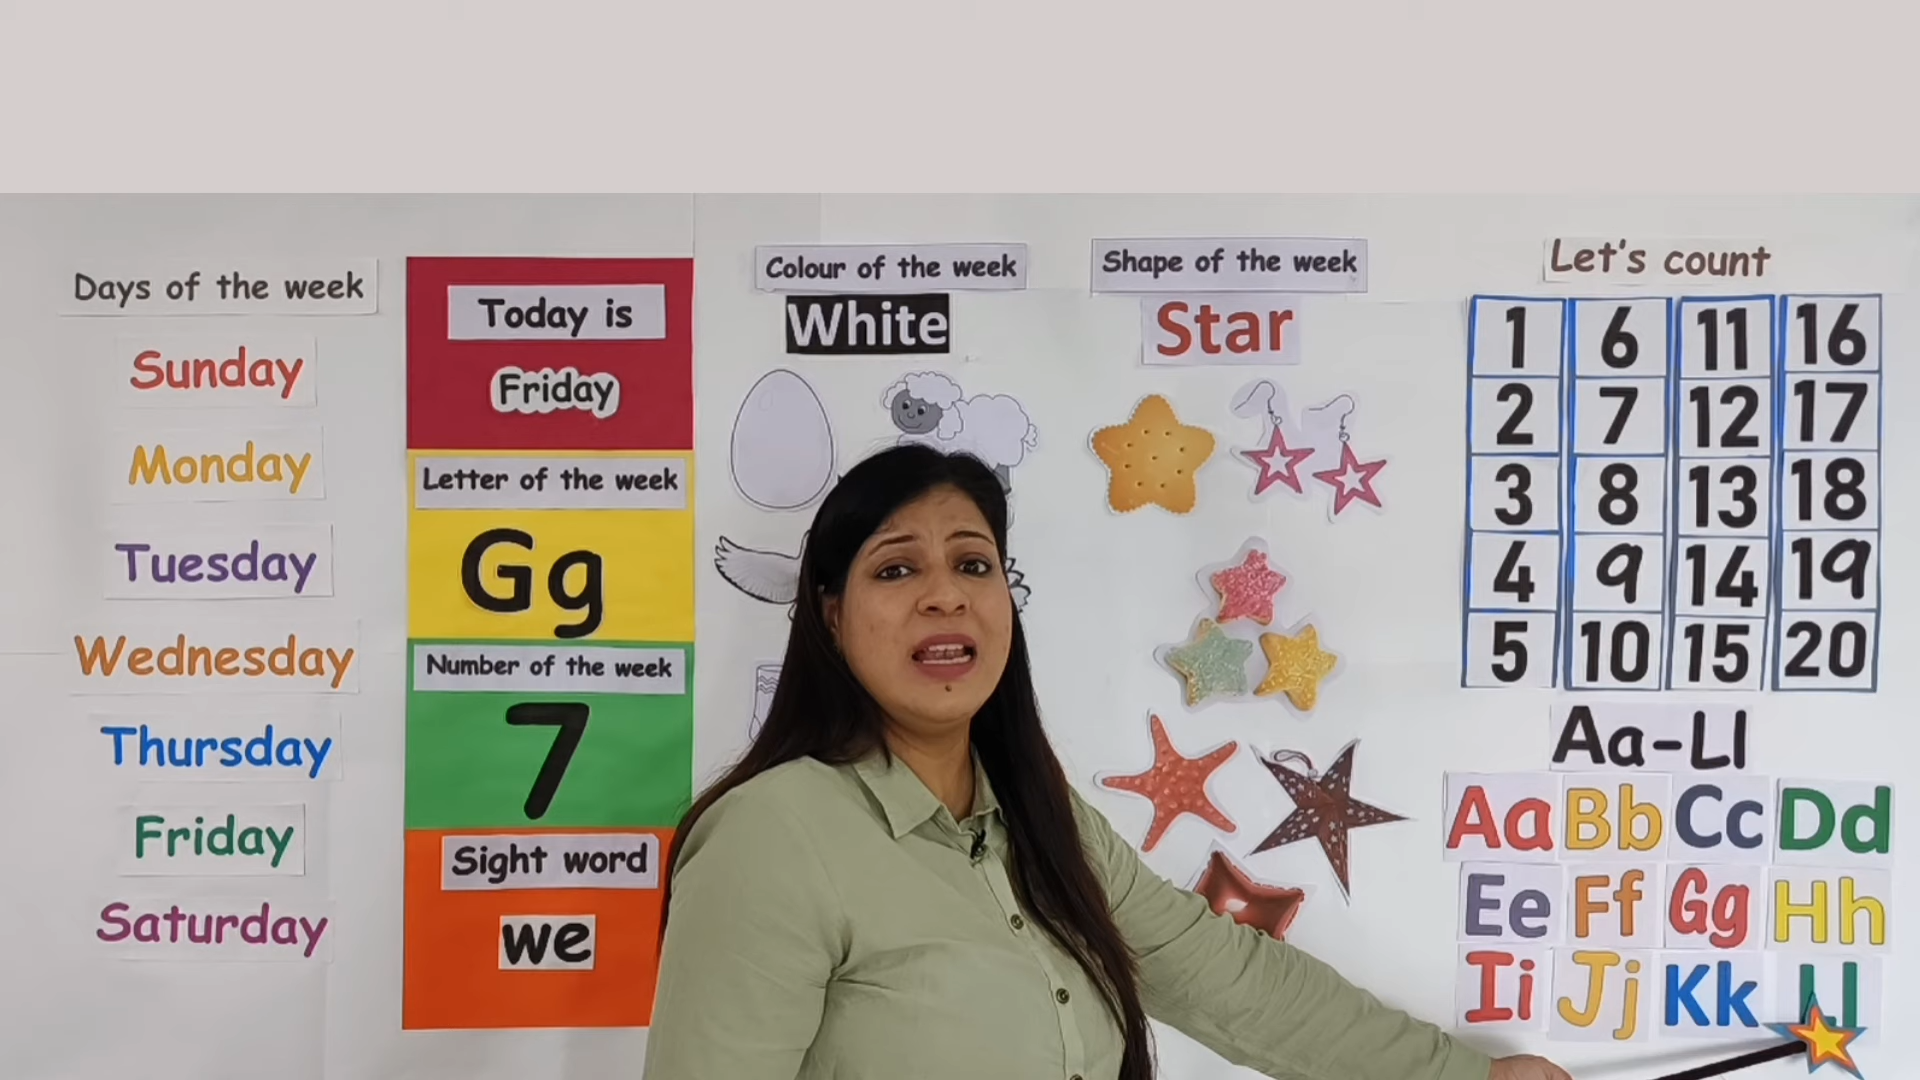 Days of the week
Sunday
Monday
Tuesday
Wednesday
Thursday
Friday
Saturday
Today is
Friday
Letter of the week
Gg
Number of the week
7
Sight word
we
Colour of the week
White
Shape of the week
Star
Let's count
1 6 11 16
2 7 12 17
3 8 13 18
4 9 14 19
5 10 15 20
Aa-Ll
Aa Bb Cc Dd
Ee Ff Gg Hh
Ii Jj Kk Ll